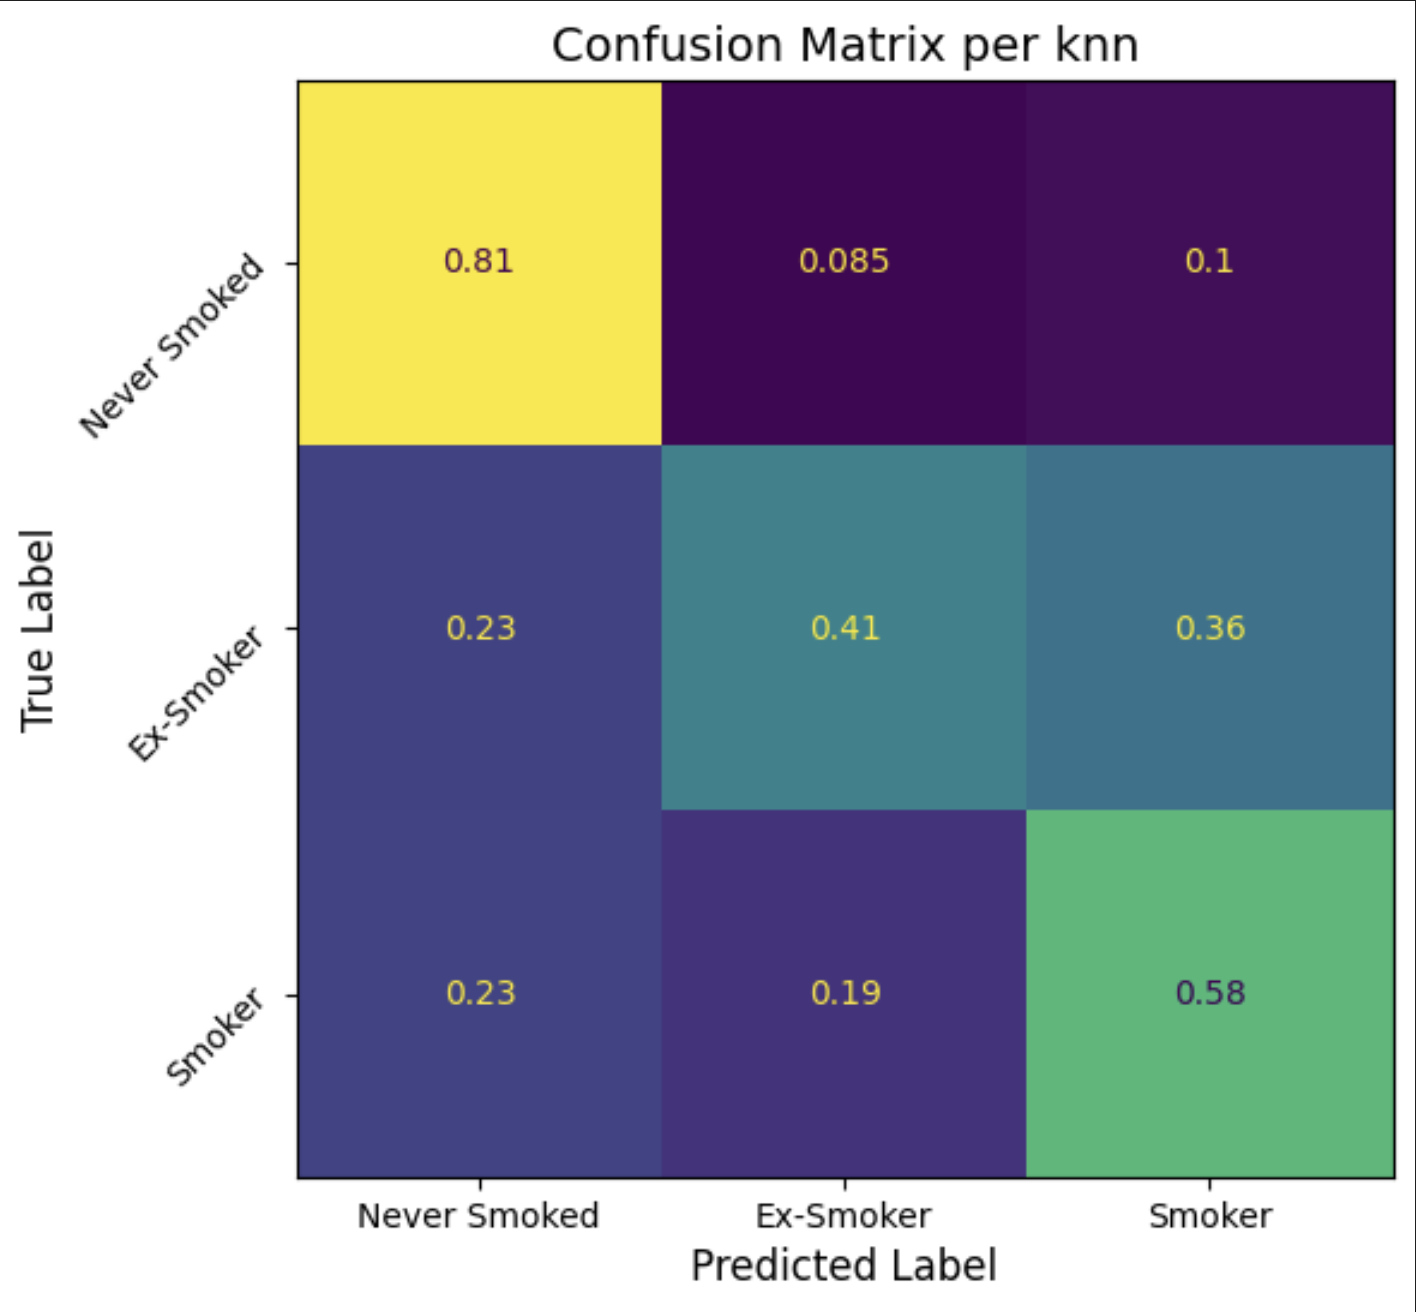 Confusion Matrix per knn
True Label
Never Smoked
0.81 0.085 0.1
Ex-Smoker
0.23 0.41 0.36
Smoker
0.23 0.19 0.58
Never Smoked Ex-Smoker Smoker
Predicted Label